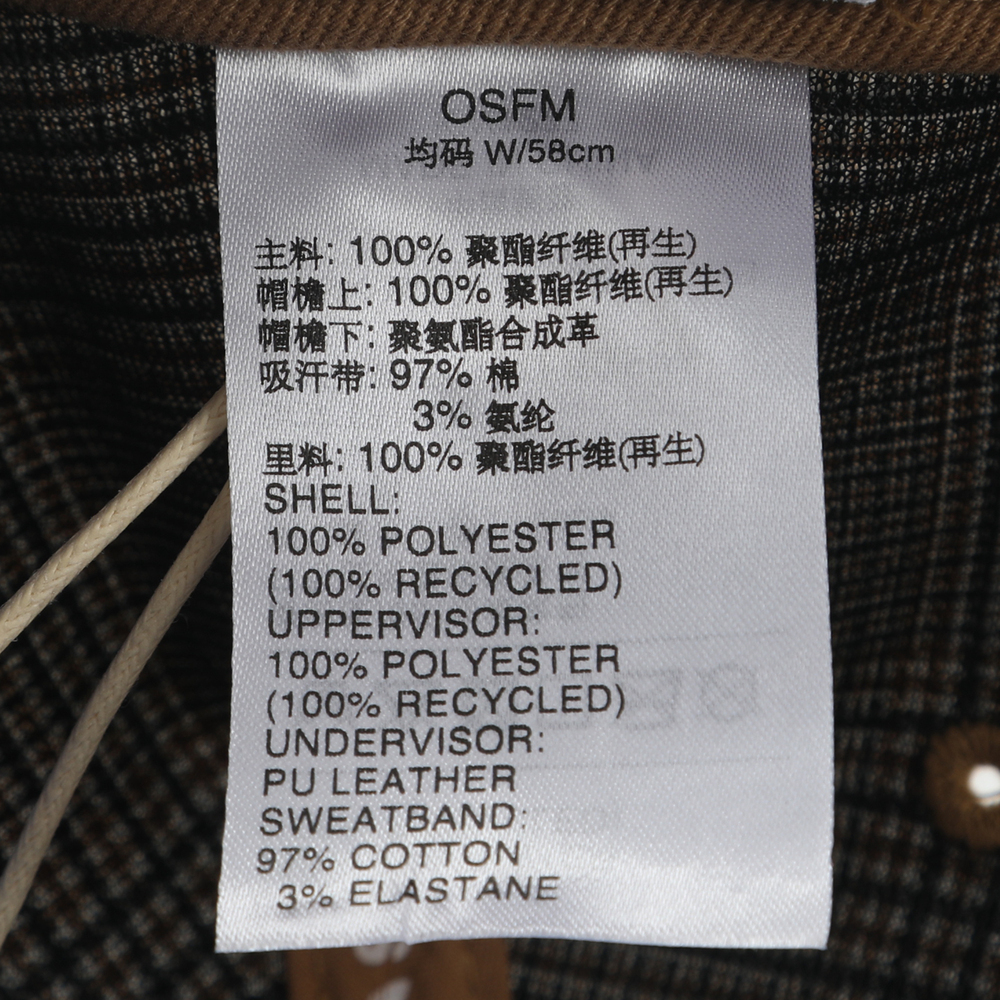 OSFM
均码 W/58cm
主料: 100% 聚酯纤维(再生)
帽檐上: 100% 聚酯纤维(再生)
帽檐下: 聚氨酯合成革
吸汗带: 97% 棉
3% 氨纶
里料: 100% 聚酯纤维(再生)
SHELL:
100% POLYESTER
(100% RECYCLED)
UPPERVISOR:
100% POLYESTER
(100% RECYCLED)
UNDERVISOR:
PU LEATHER
SWEATBAND:
97% COTTON
3% ELASTANE